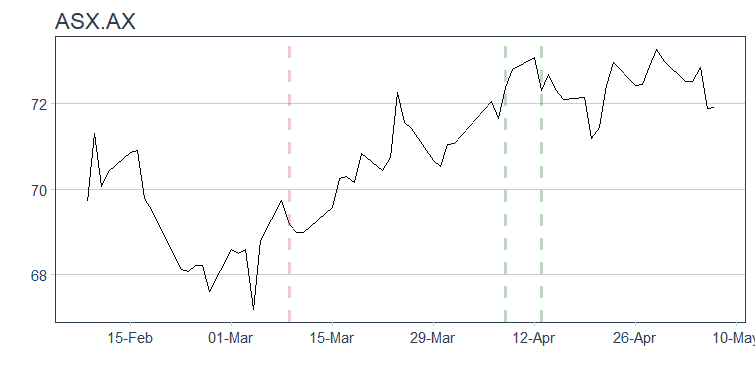 ASX.AX
72
70
68
15-Feb
01-Mar
15-Mar
29-Mar
12-Apr
26-Apr
10-May